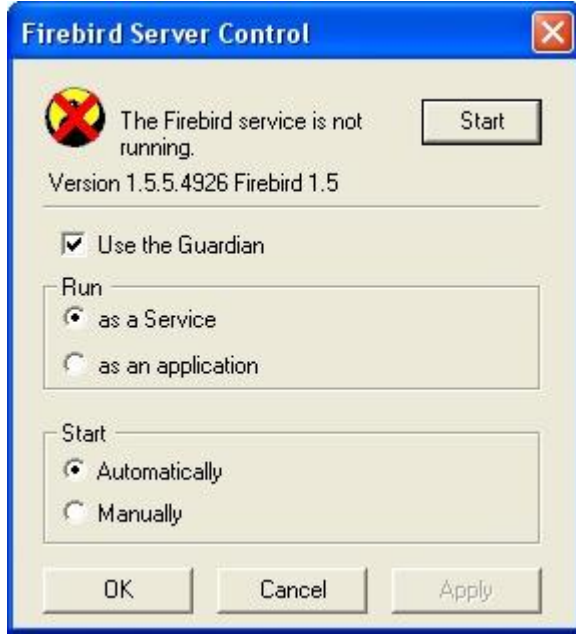 Firebird Server Control
The Firebird service is not
running.
Start
Version 1.5.5.4926 Firebird 1.5
Use the Guardian
Run
as a Service
as an application
Start
Automatically
Manually
OK
Cancel
Apply